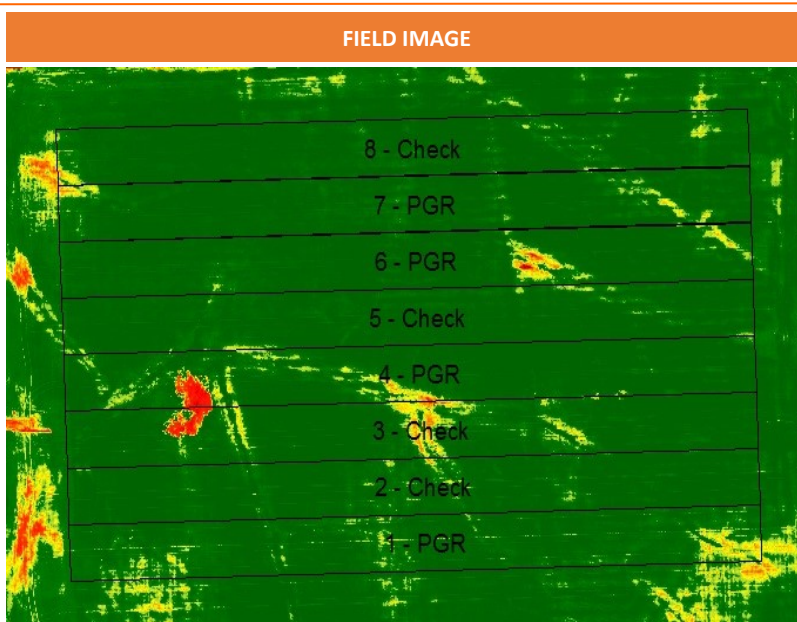 FIELD IMAGE
8 - Check
7 - PGR
6 - PGR
5 - Check
4 - PGR
3 - Check
2 - Check
1 - PGR